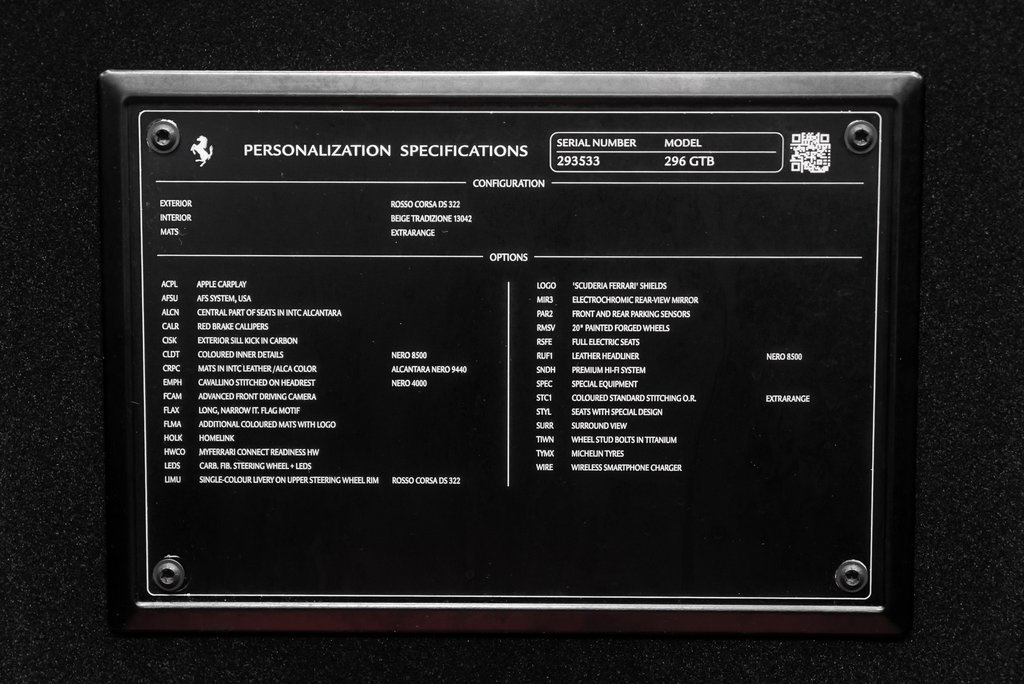 PERSONALIZATION SPECIFICATIONS
SERIAL NUMBER MODEL
293533 296 GTB
CONFIGURATION
EXTERIOR ROSSO CORSA DS 322
INTERIOR BEIGE TRADIZIONE 13042
MATS EXTRARANGE
OPTIONS
ACPL APPLE CARPLAY
AFSU AFS SYSTEM, USA
ALCN CENTRAL PART OF SEATS IN INTC ALCANTARA
CALR RED BRAKE CALLIPERS
CISK EXTERIOR SILL KICK IN CARBON
CLDT COLOURED INNER DETAILS NERO 8500
CRPC MATS IN INTC LEATHER /ALCA COLOR ALCANTARA NERO 9440
EMPH CAVALLINO STITCHED ON HEADREST NERO 4000
FCAM ADVANCED FRONT DRIVING CAMERA
FLAX LONG, NARROW IT. FLAG MOTIF
FLMA ADDITIONAL COLOURED MATS WITH LOGO
HOLK HOMELINK
HWCO MYFERRARI CONNECT READINESS HW
LEDS CARB. FIB. STEERING WHEEL + LEDS
LIMU SINGLE-COLOUR LIVERY ON UPPER STEERING WHEEL RIM ROSSO CORSA DS 322
LOGO 'SCUDERIA FERRARI' SHIELDS
MIR3 ELECTROCHROMIC REAR-VIEW MIRROR
PAR2 FRONT AND REAR PARKING SENSORS
RMSV 20" PAINTED FORGED WHEELS
RSFE FULL ELECTRIC SEATS
RUF1 LEATHER HEADLINER NERO 8500
SNDH PREMIUM HI-FI SYSTEM
SPEC SPECIAL EQUIPMENT
STC1 COLOURED STANDARD STITCHING O.R. EXTRARANGE
STYL SEATS WITH SPECIAL DESIGN
SURR SURROUND VIEW
TIWN WHEEL STUD BOLTS IN TITANIUM
TYMX MICHELIN TYRES
WIRE WIRELESS SMARTPHONE CHARGER